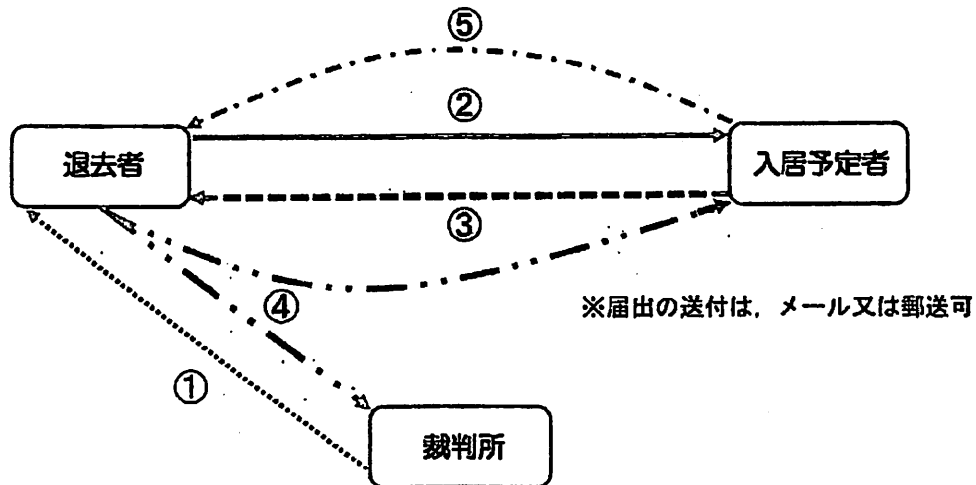 ⑤
②
退去者
入居予定者
③
④
※届出の送付は，メール又は郵送可
①
裁判所